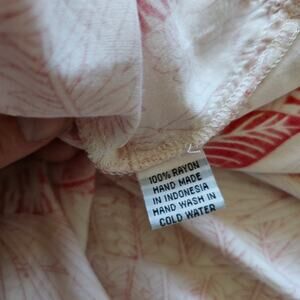 100% RAYON
HAND MADE
IN INDONESIA
HAND WASH IN
COLD WATER